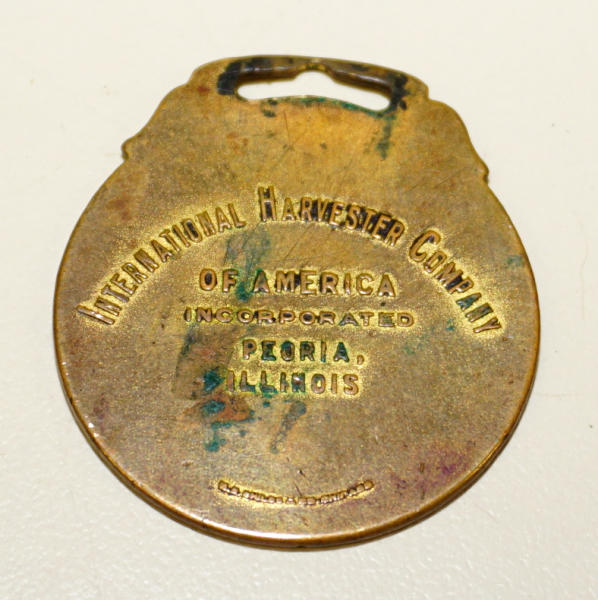 INTERNATIONAL HARVESTER COMPANY
OF AMERICA
INCORPORATED
PEORIA,
ILLINOIS